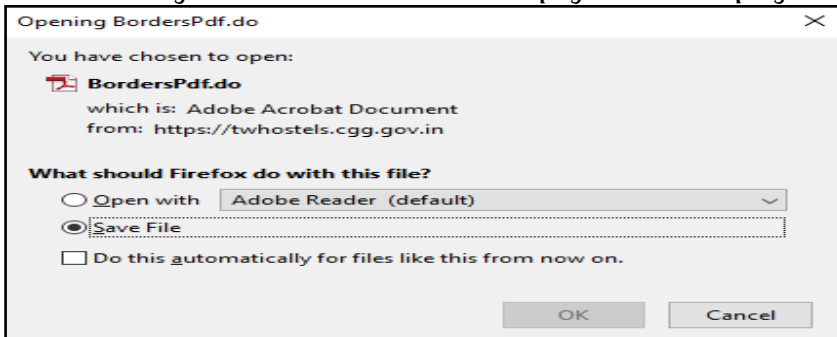 Opening BordersPdf.do
You have chosen to open:
BordersPdf.do
which is: Adobe Acrobat Document
from: https://twhostels.cgg.gov.in
What should Firefox do with this file?
Open with Adobe Reader (default)
Save File
Do this automatically for files like this from now on.
OK Cancel